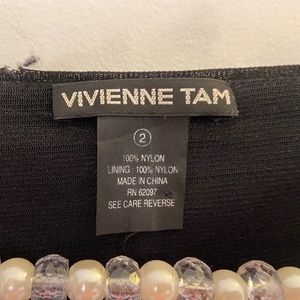 VIVIENNE TAM
2
100% NYLON
LINING : 100% NYLON
MADE IN CHINA
RN 62097
SEE CARE REVERSE